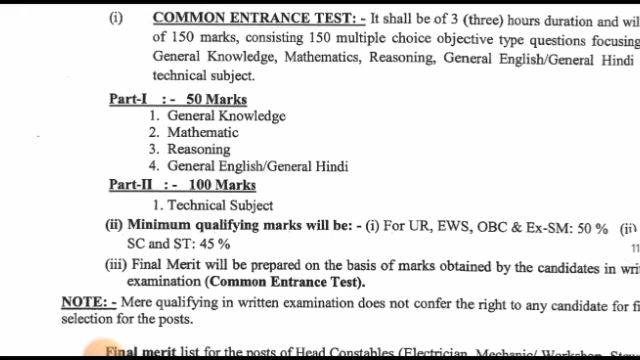 (i) COMMON ENTRANCE TEST: - It shall be of 3 (three) hours duration and
of 150 marks, consisting 150 multiple choice objective type questions focusing
General Knowledge, Mathematics, Reasoning, General English/General Hindi
technical subject.
Part-I : - 50 Marks
1. General Knowledge
2. Mathematic
3. Reasoning
4. General English/General Hindi
Part-II : - 100 Marks
1. Technical Subject
(ii) Minimum qualifying marks will be: - (i) For UR, EWS, OBC & Ex-SM: 50 % (ii)
SC and ST: 45 %
11
(iii) Final Merit will be prepared on the basis of marks obtained by the candidates in
examination (Common Entrance Test).
NOTE: - Mere qualifying in written examination does not confer the right to any candidate for
selection for the posts.
Final merit list for the posts of Head Constables (Electrician, Mechanic/ Workshop,